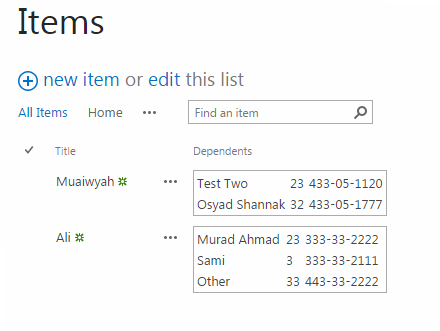 Items
new item or edit this list
All Items Home ••• Find an item
Title Dependents
Muaiwyah ••• Test Two 23 433-05-1120
Osyad Shannak 32 433-05-1777
Ali ••• Murad Ahmad 23 333-33-2222
Sami 3 333-33-2111
Other 33 443-33-2222